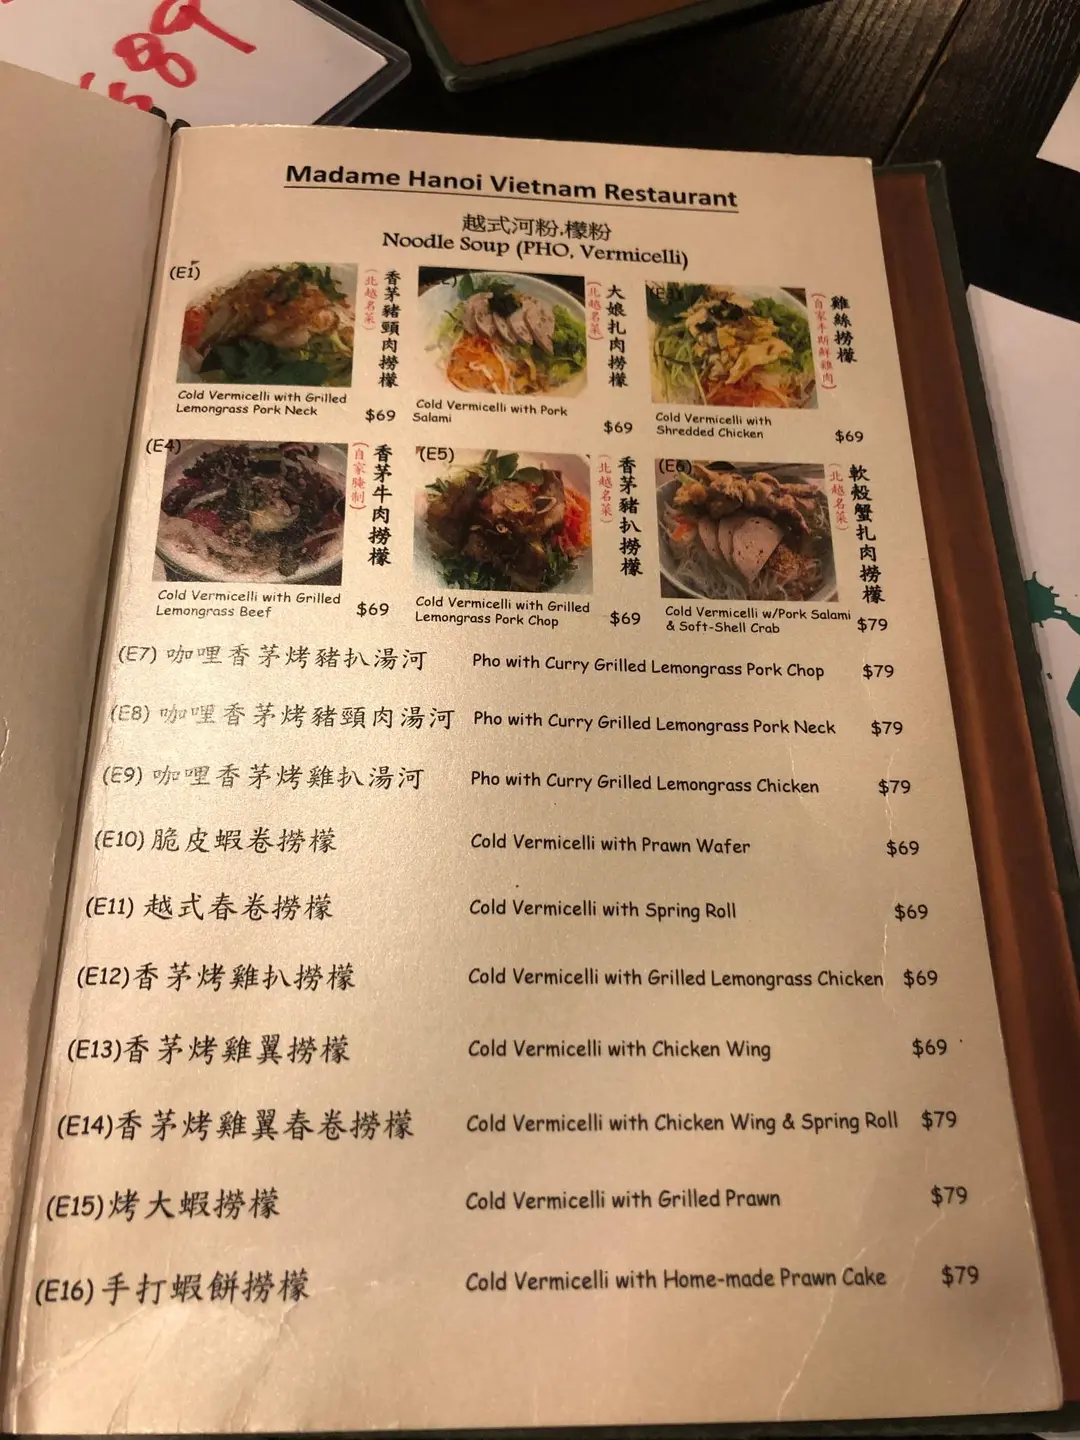 689
Madame Hanoi Vietnam Restaurant
越式河粉,檬粉
Noodle Soup (PHO, Vermicelli)
(E1)
香茅豬頸肉撈檬
(北越名菜)
Cold Vermicelli with Grilled
Lemongrass Pork Neck
$69
大娘扎肉撈檬
(北越名菜)
Cold Vermicelli with Pork
Salami
$69
(E3)
雞絲撈檬
(自家手撕鮮雞肉)
Cold Vermicelli with
Shredded Chicken
$69
(E4)
香茅牛肉撈檬
(自家醃制)
Cold Vermicelli with Grilled
Lemongrass Beef
$69
(E5)
香茅豬扒撈檬
(北越名菜)
Cold Vermicelli with Grilled
Lemongrass Pork Chop
$69
(E6)
軟殼蟹扎肉撈檬
(北越名菜)
Cold Vermicelli w/Pork Salami
& Soft-Shell Crab
$79
(E7) 咖哩香茅烤豬扒湯河 Pho with Curry Grilled Lemongrass Pork Chop $79
(E8) 咖哩香茅烤豬頸肉湯河 Pho with Curry Grilled Lemongrass Pork Neck $79
(E9) 咖哩香茅烤雞扒湯河 Pho with Curry Grilled Lemongrass Chicken $79
(E10) 脆皮蝦卷撈檬 Cold Vermicelli with Prawn Wafer $69
(E11) 越式春卷撈檬 Cold Vermicelli with Spring Roll $69
(E12) 香茅烤雞扒撈檬 Cold Vermicelli with Grilled Lemongrass Chicken $69
(E13) 香茅烤雞翼撈檬 Cold Vermicelli with Chicken Wing $69
(E14) 香茅烤雞翼春卷撈檬 Cold Vermicelli with Chicken Wing & Spring Roll $79
(E15) 烤大蝦撈檬 Cold Vermicelli with Grilled Prawn $79
(E16) 手打蝦餅撈檬 Cold Vermicelli with Home-made Prawn Cake $79